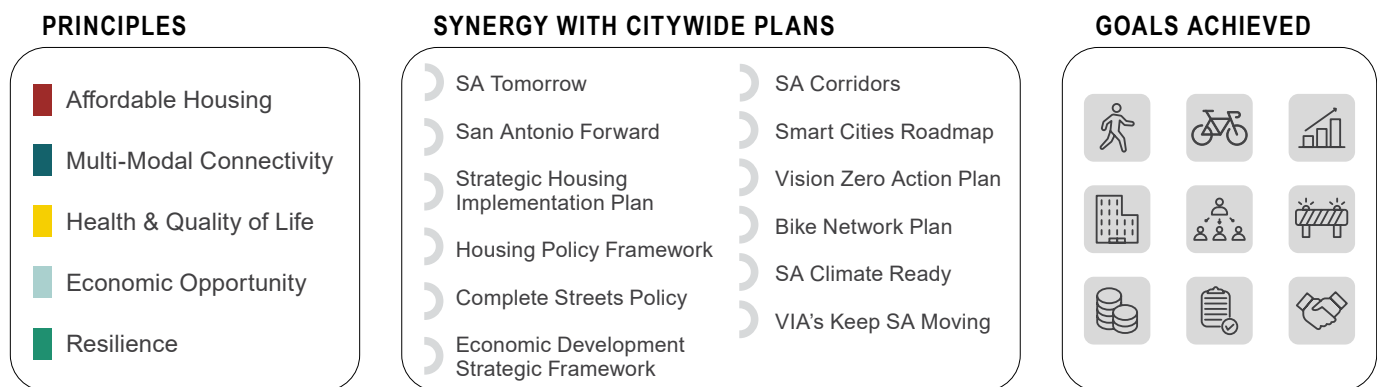 PRINCIPLES
Affordable Housing
Multi-Modal Connectivity
Health & Quality of Life
Economic Opportunity
Resilience
SYNERGY WITH CITYWIDE PLANS
SA Tomorrow
San Antonio Forward
Strategic Housing
Implementation Plan
Housing Policy Framework
Complete Streets Policy
Economic Development
Strategic Framework
SA Corridors
Smart Cities Roadmap
Vision Zero Action Plan
Bike Network Plan
SA Climate Ready
VIA's Keep SA Moving
GOALS ACHIEVED